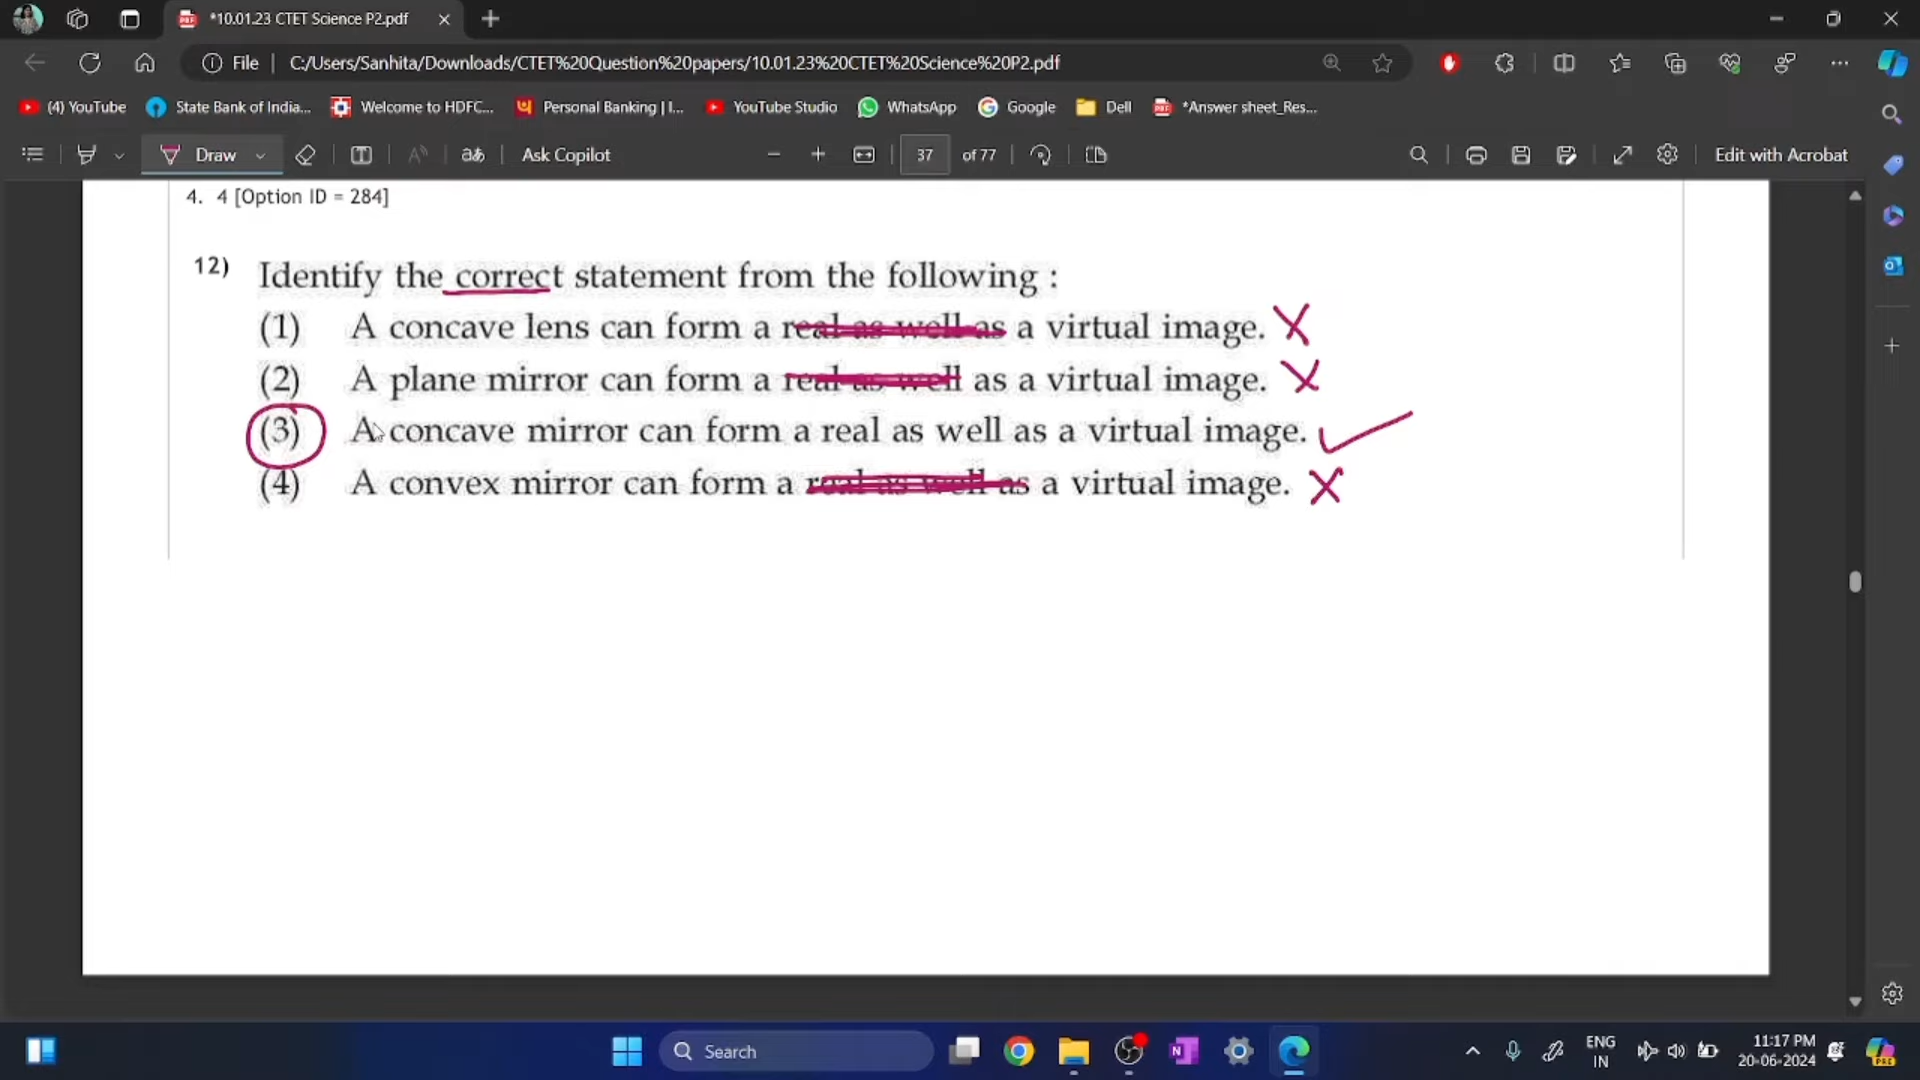 *10.01.23 CTET Science P2.pdf
File C:/Users/Sanhita/Downloads/CTET%20Question%20papers/10.01.23%20CTET%20Science%20P2.pdf
(4) YouTube State Bank of India... Welcome to HDFC... Personal Banking | I... YouTube Studio WhatsApp Google Dell *Answer sheet_Res...
Draw Ask Copilot 37 of 77 Edit with Acrobat
4. 4 [Option ID = 284]
12) Identify the correct statement from the following :
(1) A concave lens can form a real as well as a virtual image. X
(2) A plane mirror can form a real as well as a virtual image. X
(3) A concave mirror can form a real as well as a virtual image.
(4) A convex mirror can form a real as well as a virtual image. X
Search ENG IN 11:17 PM 20-06-2024